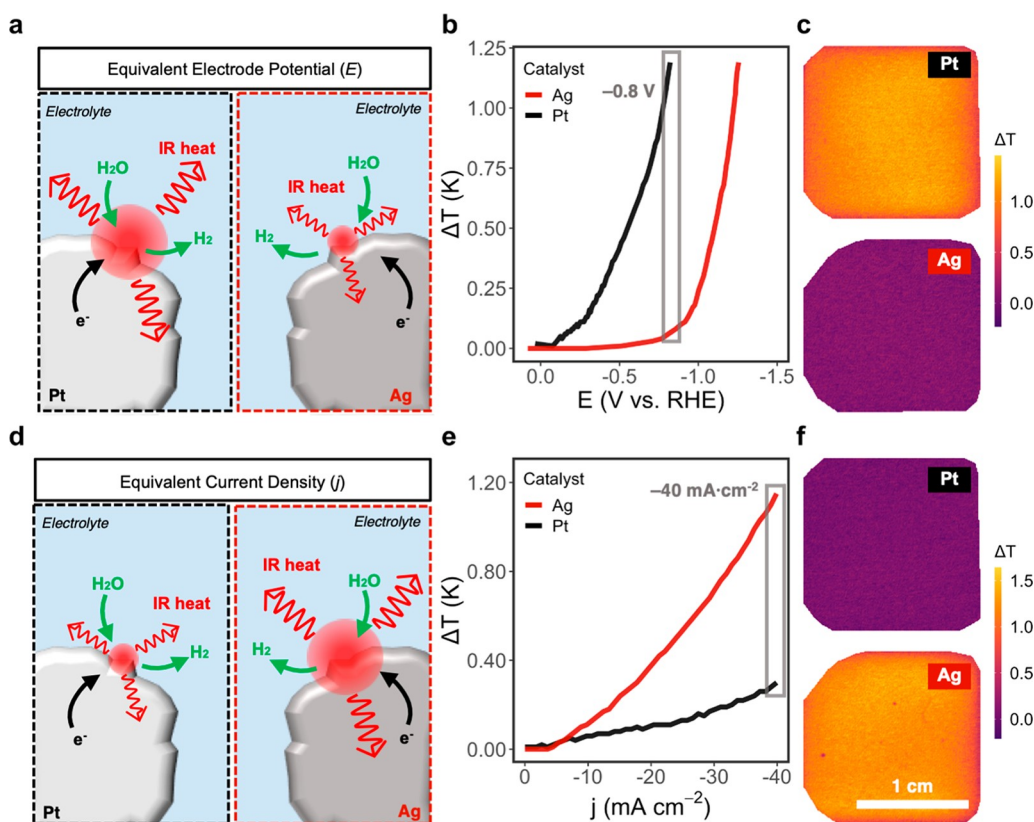 a
Equivalent Electrode Potential (E)
Electrolyte
H₂O
IR heat
H₂
e⁻
Pt
Electrolyte
H₂O
IR heat
H₂
e⁻
Ag
b
ΔT (K)
1.25
1.00
0.75
0.50
0.25
0.00
Catalyst
Ag
Pt
−0.8 V
0.0 -0.5 -1.0 -1.5
E (V vs. RHE)
c
Pt
Ag
ΔT
1.0
0.5
0.0
d
Equivalent Current Density (j)
Electrolyte
H₂O
IR heat
H₂
e⁻
Pt
Electrolyte
IR heat
H₂O
H₂
e⁻
Ag
e
ΔT (K)
1.20
0.80
0.40
0.00
Catalyst
Ag
Pt
−40 mA·cm⁻²
0 -10 -20 -30 -40
j (mA cm⁻²)
f
Pt
Ag
1 cm
ΔT
1.5
1.0
0.5
0.0